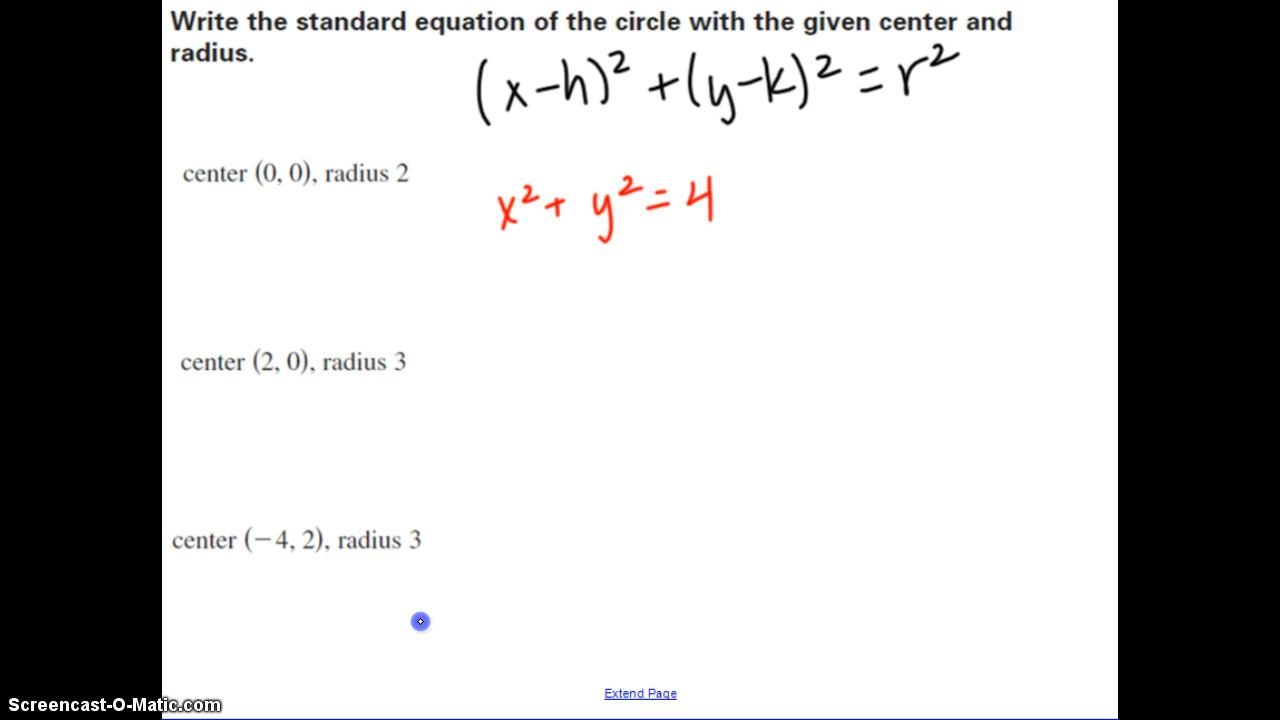 Write the standard equation of the circle with the given center and
radius.
(x-h)² + (y-k)² = r²
center (0, 0), radius 2
x² + y² = 4
center (2, 0), radius 3
center (−4, 2), radius 3
Extend Page
Screencast-O-Matic.com